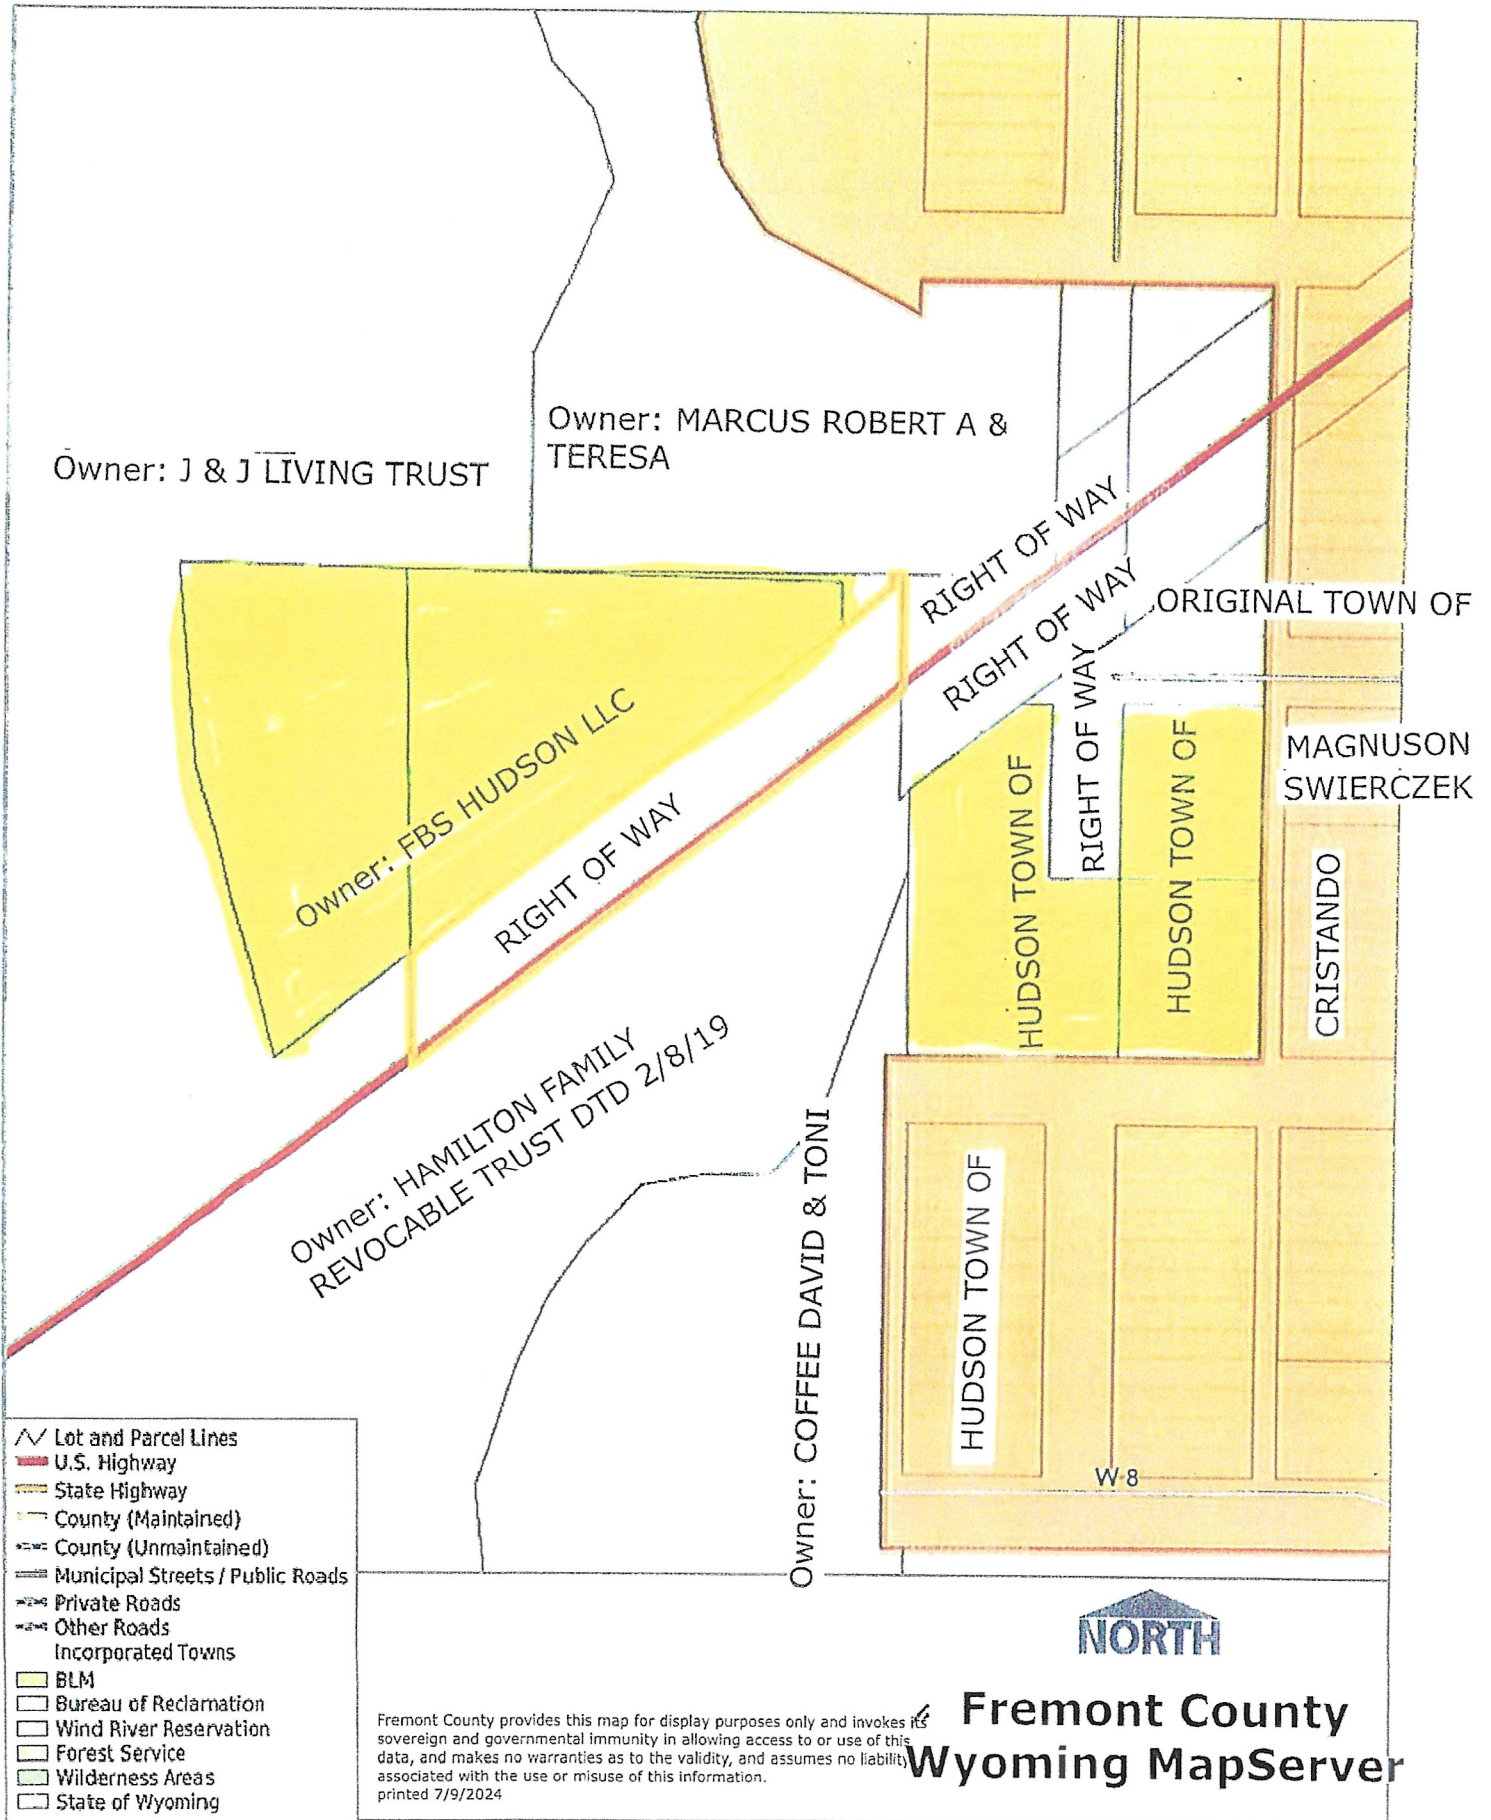 Owner: J & J LIVING TRUST
Owner: MARCUS ROBERT A &
TERESA
RIGHT OF WAY
RIGHT OF WAY
ORIGINAL TOWN OF
RIGHT OF WAY
MAGNUSON
SWIERCZEK
Owner: FBS HUDSON LLC
RIGHT OF WAY
HUDSON TOWN OF
HUDSON TOWN OF
CRISTANDO
Owner: HAMILTON FAMILY
REVOCABLE TRUST DTD 2/8/19
Owner: COFFEE DAVID & TONI
HUDSON TOWN OF
W 8
Lot and Parcel Lines
U.S. Highway
State Highway
County (Maintained)
County (Unmaintained)
Municipal Streets / Public Roads
Private Roads
Other Roads
Incorporated Towns
BLM
Bureau of Reclamation
Wind River Reservation
Forest Service
Wilderness Areas
State of Wyoming
Fremont County provides this map for display purposes only and invokes its
sovereign and governmental immunity in allowing access to or use of this
data, and makes no warranties as to the validity, and assumes no liability
associated with the use or misuse of this information.
printed 7/9/2024
NORTH
Fremont County
Wyoming MapServer